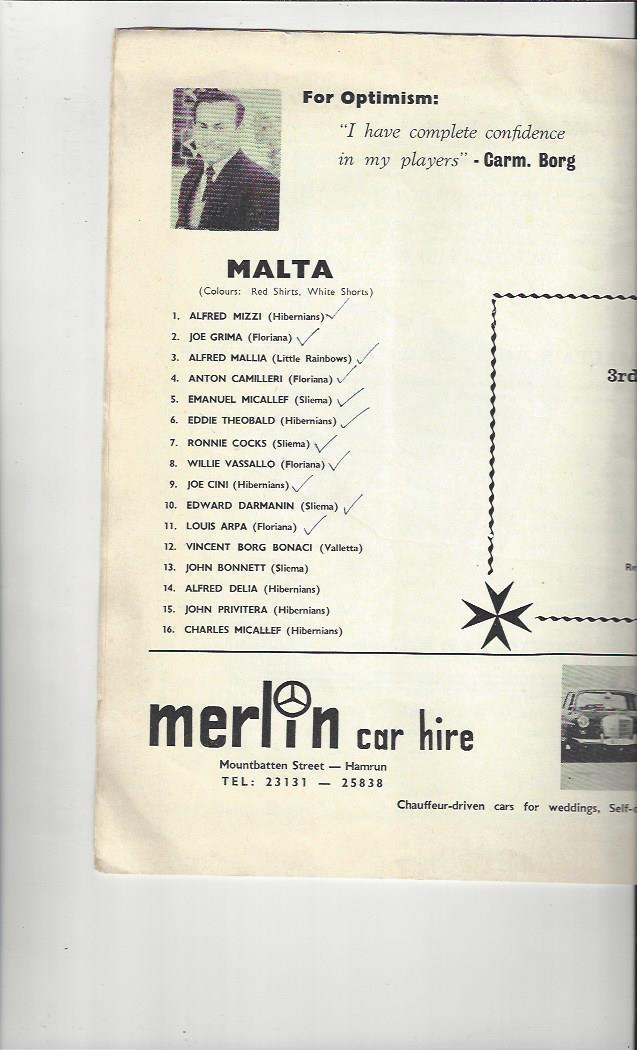 For Optimism:
"I have complete confidence
in my players" - Carm. Borg
MALTA
(Colours: Red Shirts, White Shorts)
1. ALFRED MIZZI (Hibernians)
2. JOE GRIMA (Floriana)
3. ALFRED MALLIA (Little Rainbows)
4. ANTON CAMILLERI (Floriana)
5. EMANUEL MICALLEF (Sliema)
6. EDDIE THEOBALD (Hibernians)
7. RONNIE COCKS (Sliema)
8. WILLIE VASSALLO (Floriana)
9. JOE CINI (Hibernians)
10. EDWARD DARMANIN (Sliema)
11. LOUIS ARPA (Floriana)
12. VINCENT BORG BONACI (Valletta)
13. JOHN BONNETT (Sliema)
14. ALFRED DELIA (Hibernians)
15. JOHN PRIVITERA (Hibernians)
16. CHARLES MICALLEF (Hibernians)
3rd
merlin car hire
Mountbatten Street — Hamrun
TEL: 23131 — 25838
Chauffeur-driven cars for weddings, Self-